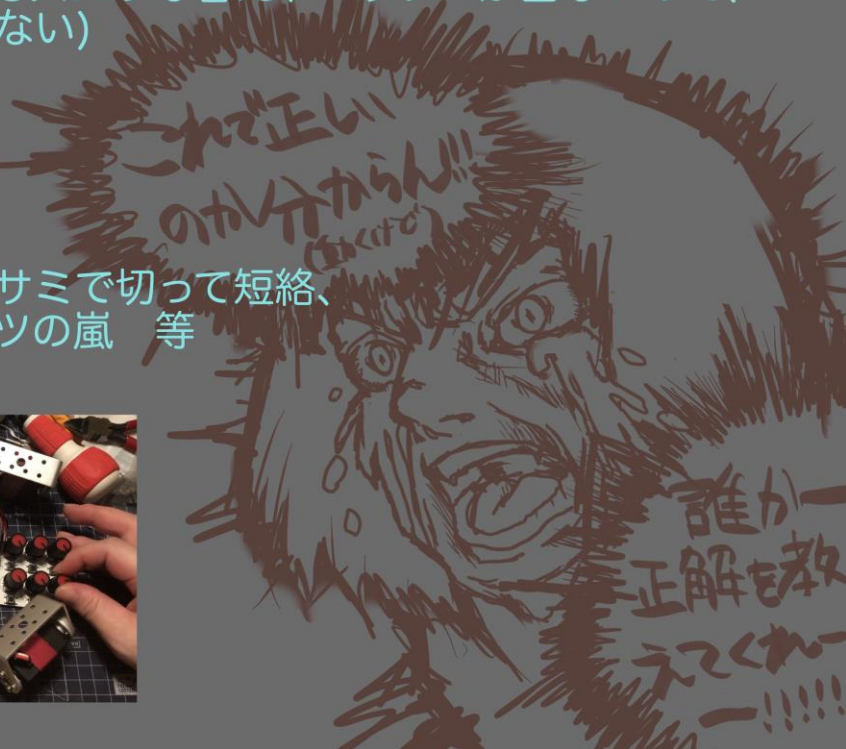 ない)
これで正しい
のか分からん!!
(動くけど)
サミで切って短絡、
ツの嵐 等
誰かー
正解を教
えてくれー
ー!!!!!